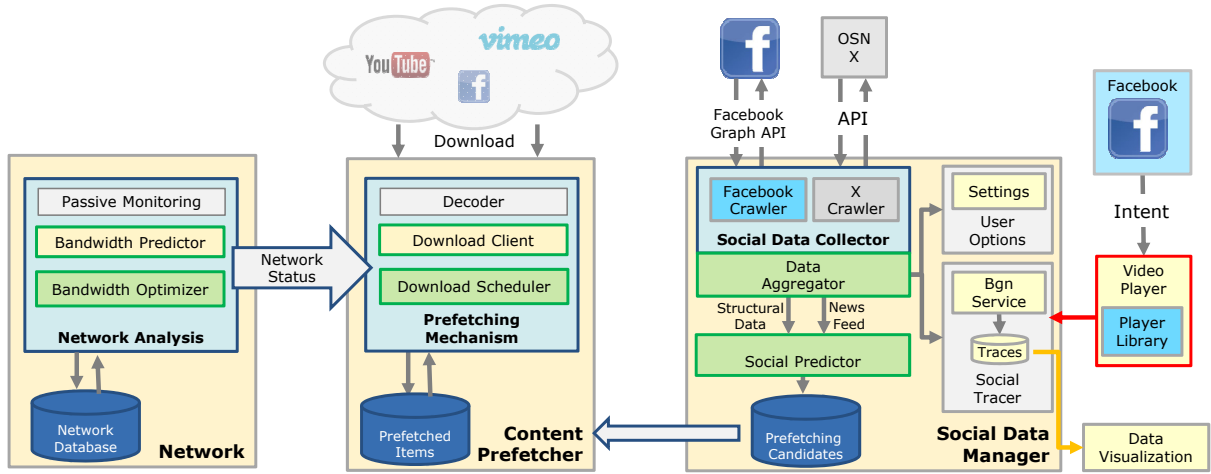 vimeo
YouTube
f
Download
f
Facebook
Graph API
OSN
X
API
Facebook
f
Intent
Passive Monitoring
Bandwidth Predictor
Bandwidth Optimizer
Network Analysis
Network
Database
Network
Network
Status
Decoder
Download Client
Download Scheduler
Prefetching
Mechanism
Prefetched
Items
Content
Prefetcher
Facebook
Crawler
X
Crawler
Social Data Collector
Data
Aggregator
Structural
Data
News
Feed
Social Predictor
Prefetching
Candidates
Social Data
Manager
Settings
User
Options
Bgn
Service
Traces
Social
Tracer
Video
Player
Player
Library
Data
Visualization